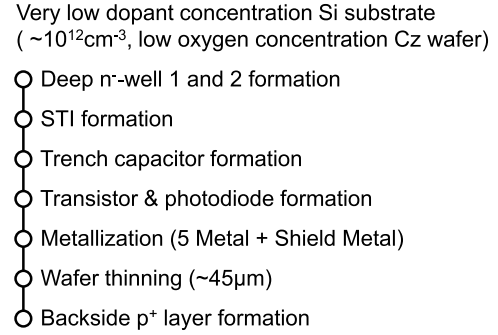 Very low dopant concentration Si substrate
( ~10¹²cm⁻³, low oxygen concentration Cz wafer)
Deep n⁻-well 1 and 2 formation
STI formation
Trench capacitor formation
Transistor & photodiode formation
Metallization (5 Metal + Shield Metal)
Wafer thinning (~45μm)
Backside p⁺ layer formation